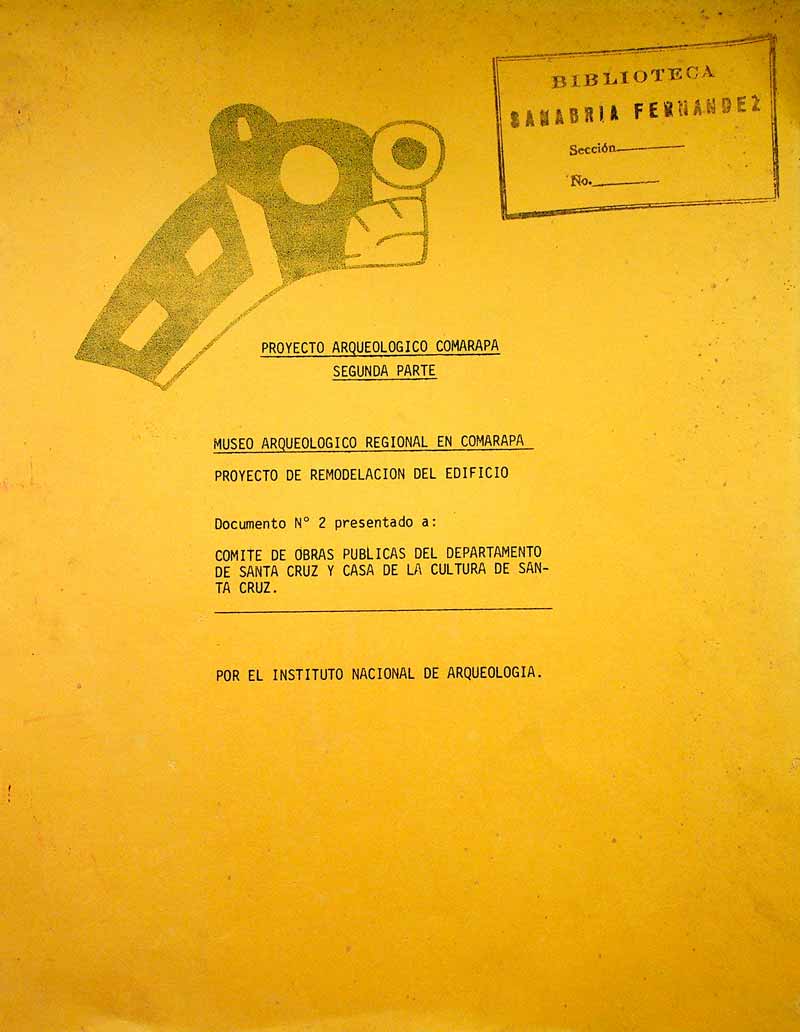 BIBLIOTECA
SANABRIA FERNANDEZ
Sección
No.
PROYECTO ARQUEOLOGICO COMARAPA
SEGUNDA PARTE
MUSEO ARQUEOLOGICO REGIONAL EN COMARAPA
PROYECTO DE REMODELACION DEL EDIFICIO
Documento N° 2 presentado a:
COMITE DE OBRAS PUBLICAS DEL DEPARTAMENTO
DE SANTA CRUZ Y CASA DE LA CULTURA DE SAN-
TA CRUZ.
POR EL INSTITUTO NACIONAL DE ARQUEOLOGIA.